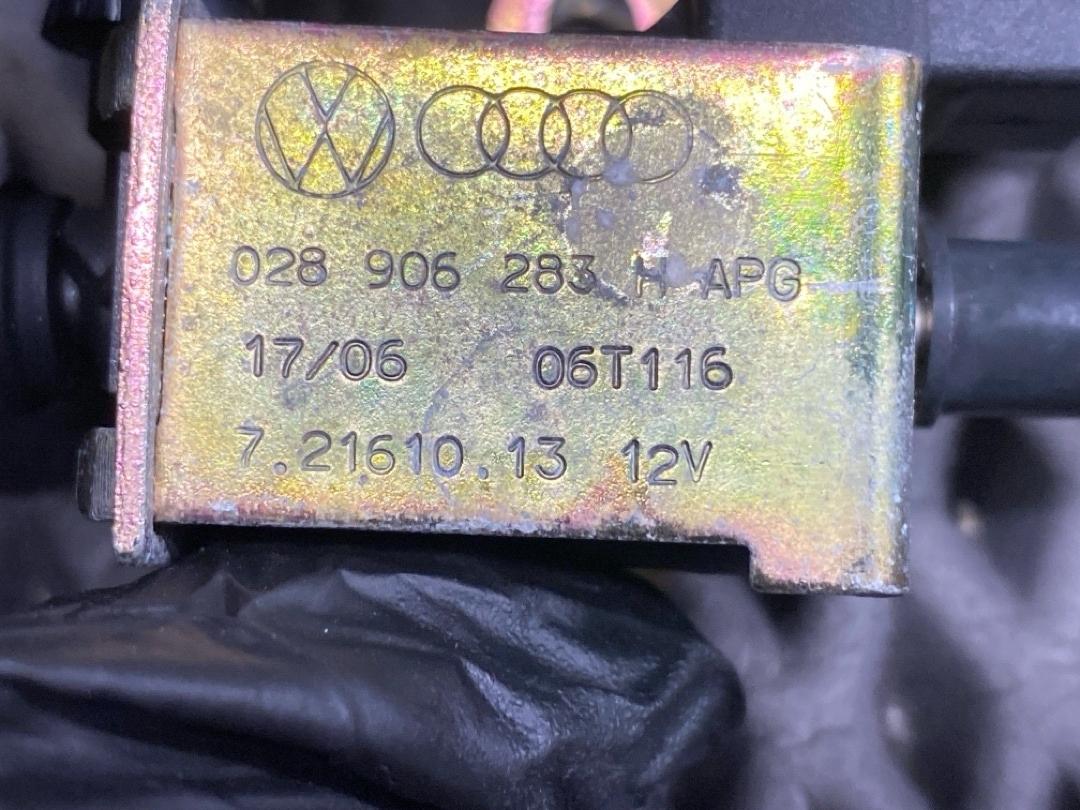 028 906 283 H APG
17/06 06T116
7.21610.13 12V